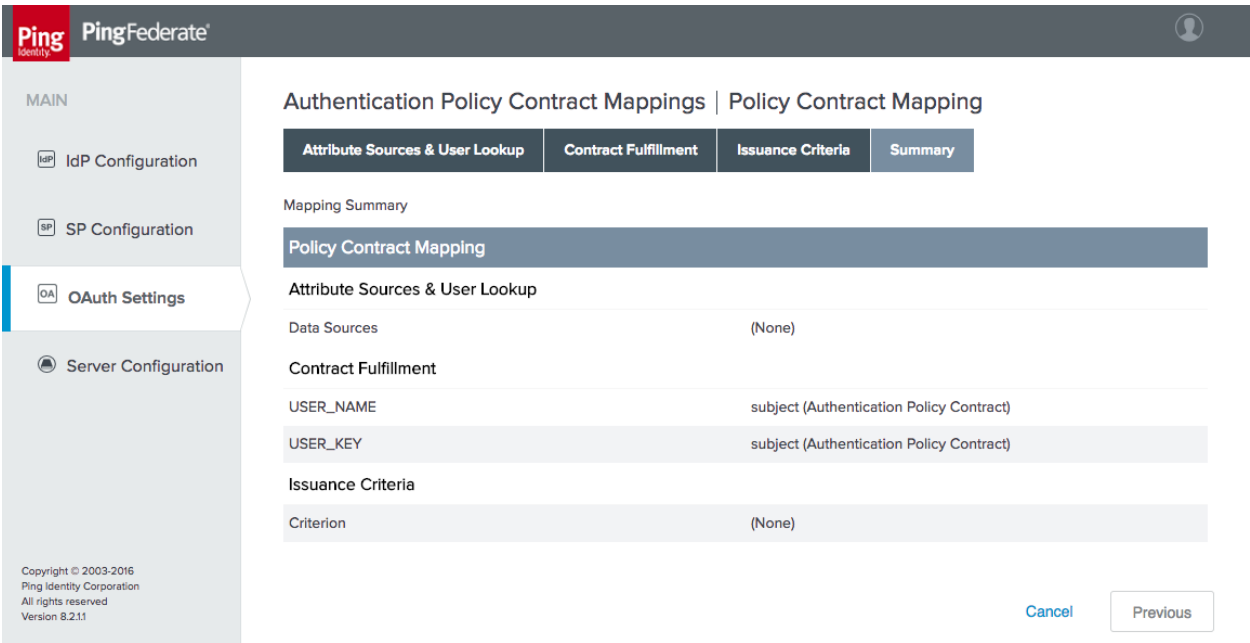 Ping
Identity
PingFederate®
MAIN
IdP IdP Configuration
SP SP Configuration
OA OAuth Settings
Server Configuration
Copyright © 2003-2016
Ping Identity Corporation
All rights reserved
Version 8.2.1.1
Authentication Policy Contract Mappings | Policy Contract Mapping
Attribute Sources & User Lookup Contract Fulfillment Issuance Criteria Summary
Mapping Summary
Policy Contract Mapping
Attribute Sources & User Lookup
Data Sources (None)
Contract Fulfillment
USER_NAME subject (Authentication Policy Contract)
USER_KEY subject (Authentication Policy Contract)
Issuance Criteria
Criterion (None)
Cancel Previous